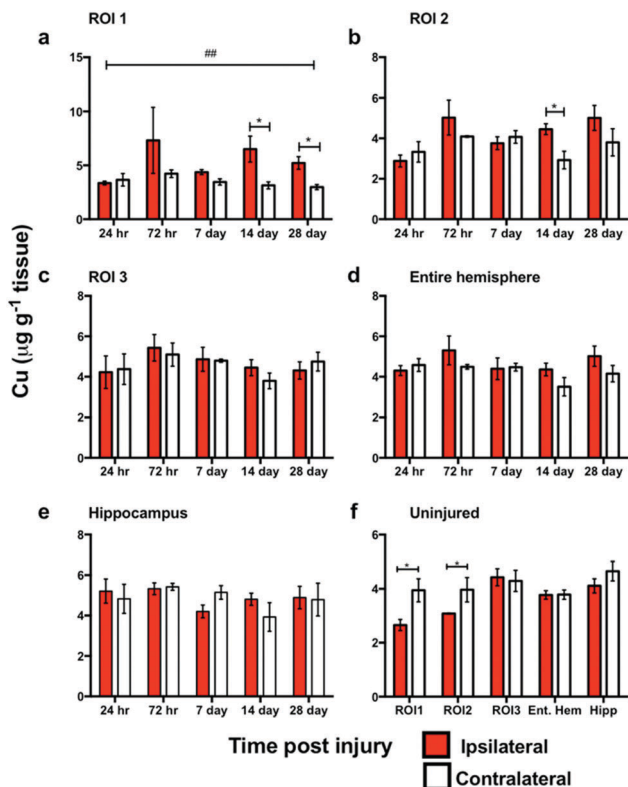 ROI 1
ROI 2
a
b
15
10
5
0
##
*
*
24 hr 72 hr 7 day 14 day 28 day
8
6
4
2
0
*
24 hr 72 hr 7 day 14 day 28 day
Cu (µg g⁻¹ tissue)
c
ROI 3
d
Entire hemisphere
8
6
4
2
0
24 hr 72 hr 7 day 14 day 28 day
8
6
4
2
0
24 hr 72 hr 7 day 14 day 28 day
e
Hippocampus
f
Uninjured
8
6
4
2
0
24 hr 72 hr 7 day 14 day 28 day
6
4
2
0
*
*
ROI1 ROI2 ROI3 Ent. Hem Hipp
Time post injury
Ipsilateral
Contralateral